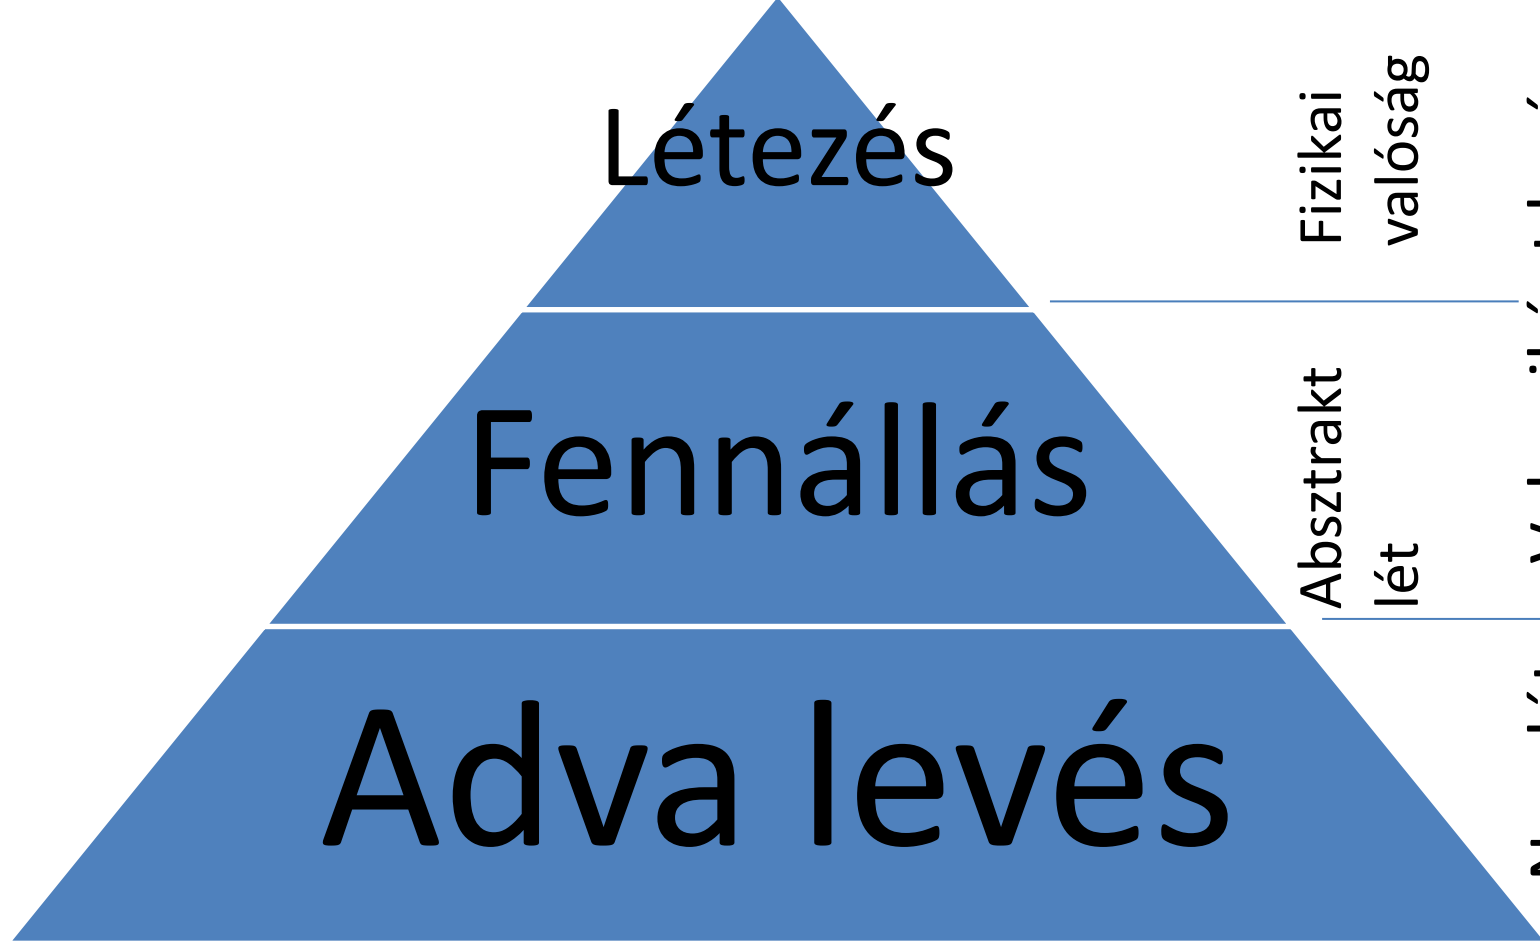 Létezés
Fizikai
valóság
Fennállás
Absztrakt
lét
Adva levés